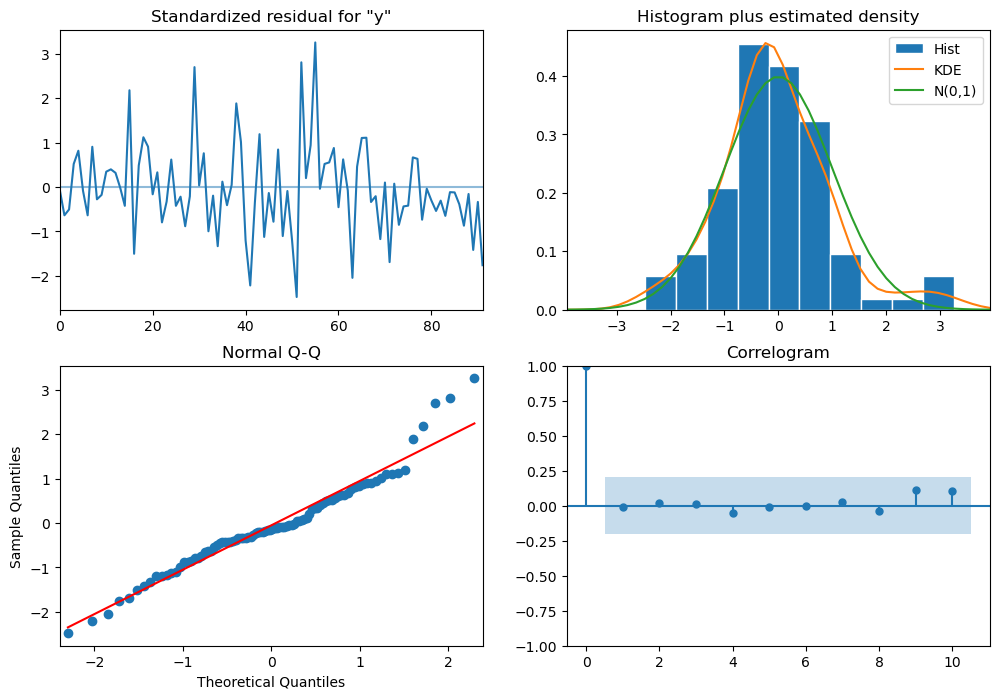 Standardized residual for "y"
3
2
1
0
−1
−2
0 20 40 60 80
Histogram plus estimated density
Hist
KDE
N(0,1)
0.4
0.3
0.2
0.1
0.0
−3 −2 −1 0 1 2 3
Normal Q-Q
Sample Quantiles
3
2
1
0
−1
−2
−2 −1 0 1 2
Theoretical Quantiles
Correlogram
1.00
0.75
0.50
0.25
0.00
−0.25
−0.50
−0.75
−1.00
0 2 4 6 8 10